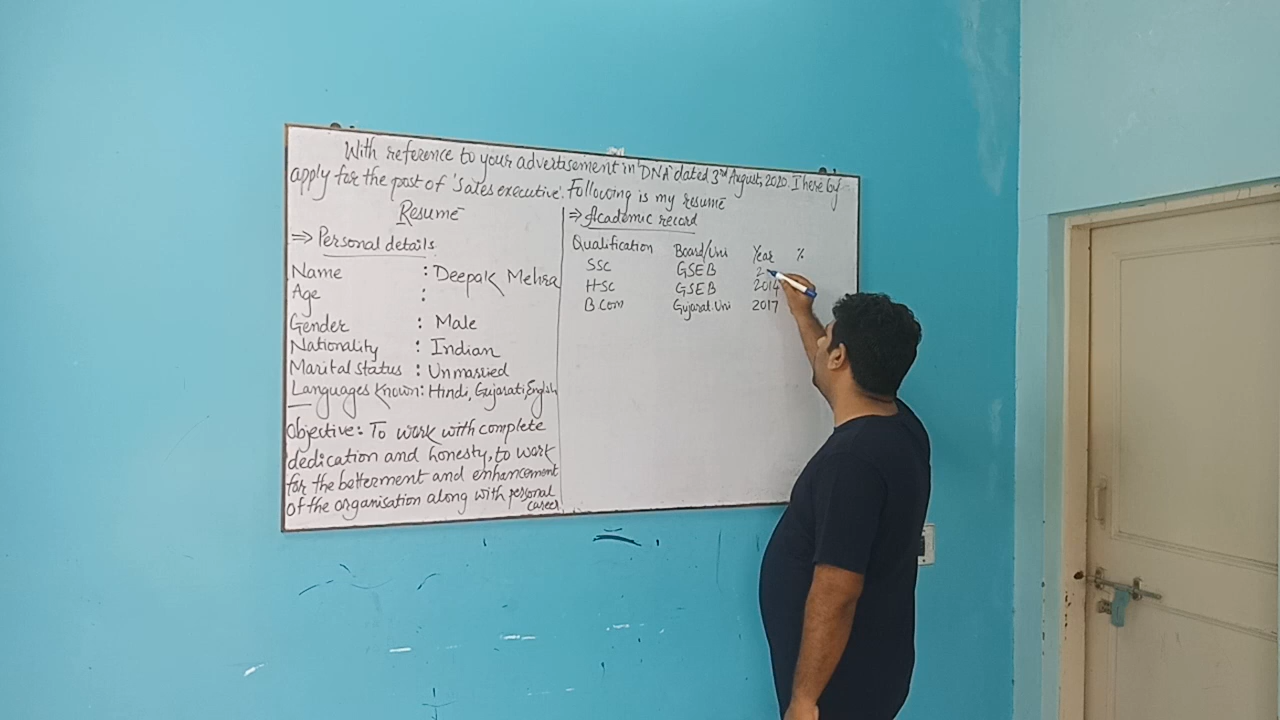 With reference to your advertisement in 'DNA' dated 3rd August, 2020. I here by
apply for the post of 'Sales executive'. Following is my resume
Resume
⇒ Personal details
Name : Deepak Mehra
Age :
Gender : Male
Nationality : Indian
Marital status : Unmarried
Languages known : Hindi, Gujarati, English
Objective: To work with complete
dedication and honesty, to work
for the betterment and enhancement
of the organisation along with personal
career
⇒ Academic record
Qualification Board/Uni Year %
SSC GSEB 2
HSC GSEB 2014
B.Com Gujarat.Uni 2017